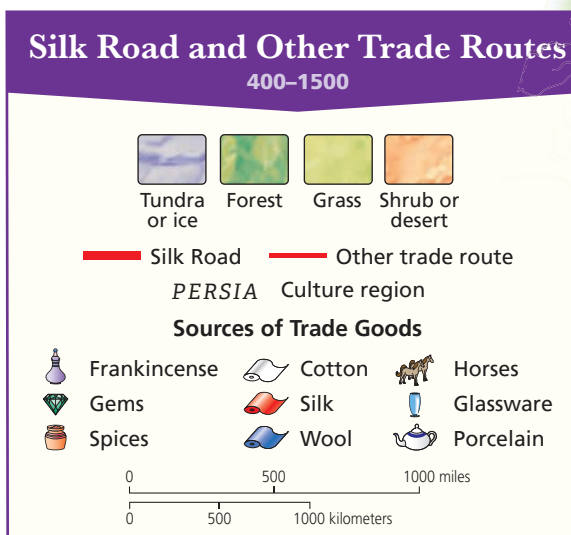 Silk Road and Other Trade Routes
400–1500
Tundra or ice
Forest
Grass
Shrub or desert
Silk Road
Other trade route
PERSIA Culture region
Sources of Trade Goods
Frankincense
Cotton
Horses
Gems
Silk
Glassware
Spices
Wool
Porcelain
0 500 1000 miles
0 500 1000 kilometers